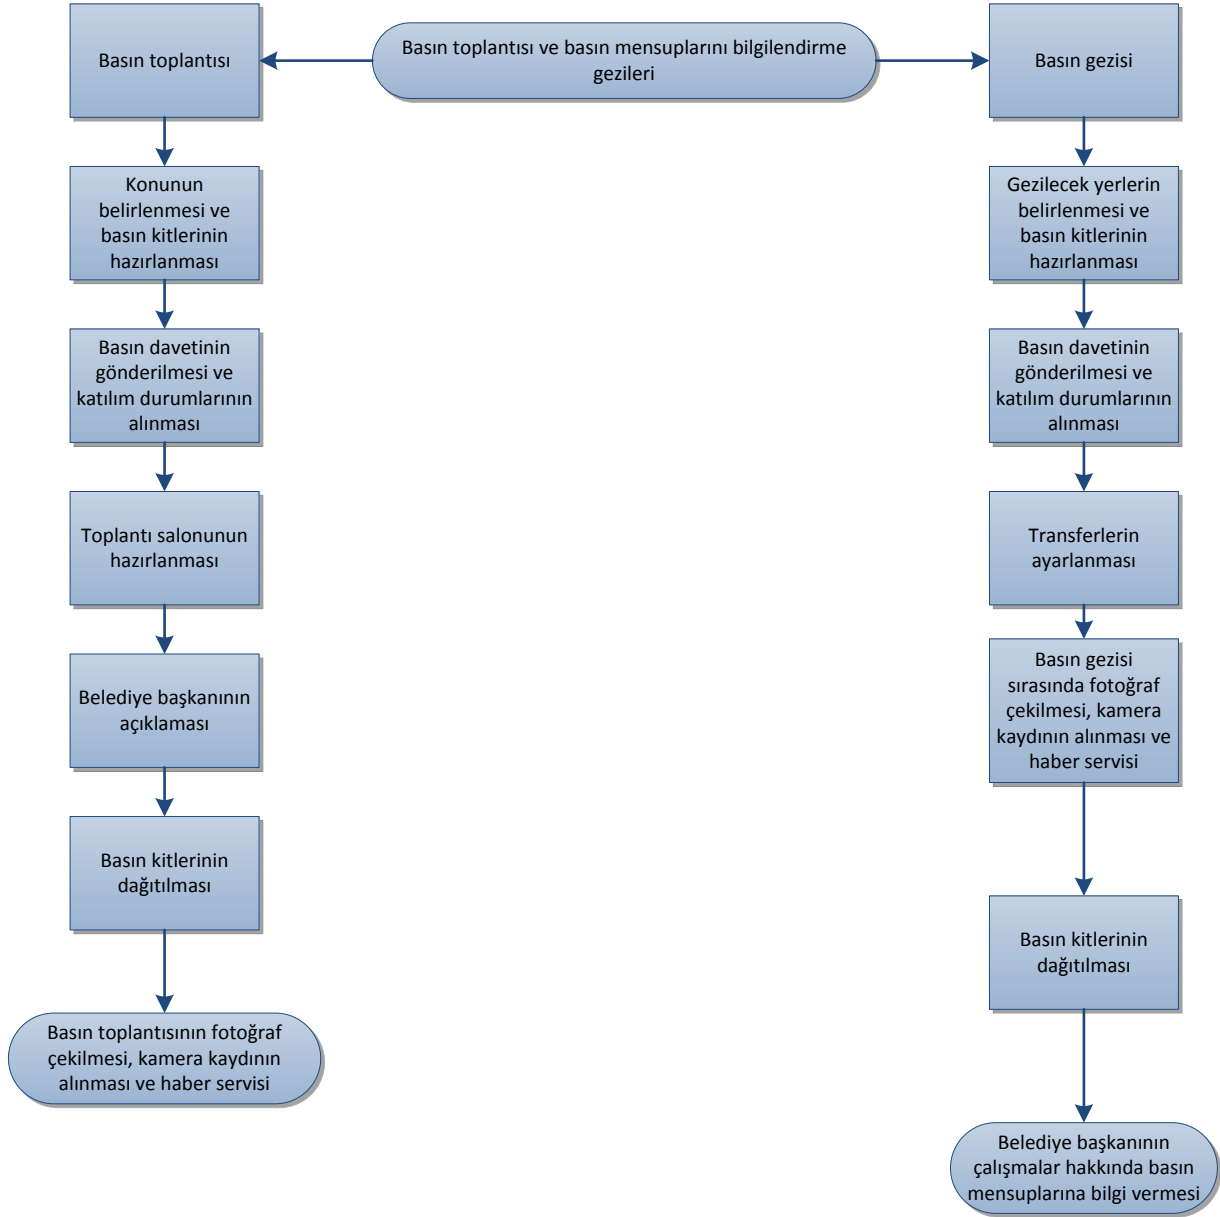 Basın toplantısı ve basın mensuplarını bilgilendirme
gezileri
Basın toplantısı
Konunun
belirlenmesi ve
basın kitlerinin
hazırlanması
Basın davetinin
gönderilmesi ve
katılım durumlarının
alınması
Toplantı salonunun
hazırlanması
Belediye başkanının
açıklaması
Basın kitlerinin
dağıtılması
Basın toplantısının fotoğraf
çekilmesi, kamera kaydının
alınması ve haber servisi
Basın gezisi
Gezilecek yerlerin
belirlenmesi ve
basın kitlerinin
hazırlanması
Basın davetinin
gönderilmesi ve
katılım durumlarının
alınması
Transferlerin
ayarlanması
Basın gezisi
sırasında fotoğraf
çekilmesi, kamera
kaydının alınması ve
haber servisi
Basın kitlerinin
dağıtılması
Belediye başkanının
çalışmalar hakkında basın
mensuplarına bilgi vermesi